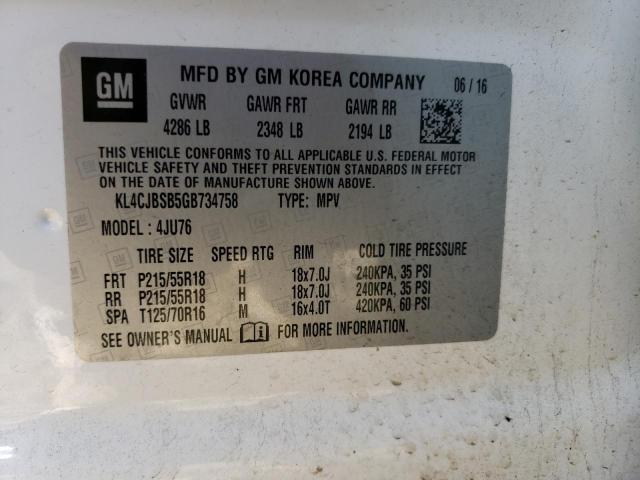 GM MFD BY GM KOREA COMPANY 06 / 16
GVWR GAWR FRT GAWR RR
4286 LB 2348 LB 2194 LB
THIS VEHICLE CONFORMS TO ALL APPLICABLE U.S. FEDERAL MOTOR
VEHICLE SAFETY AND THEFT PREVENTION STANDARDS IN EFFECT
ON THE DATE OF MANUFACTURE SHOWN ABOVE.
KL4CJBSB5GB734758 TYPE: MPV
MODEL: 4JU76
TIRE SIZE SPEED RTG RIM COLD TIRE PRESSURE
FRT P215/55R18 H 18x7.0J 240KPA, 35 PSI
RR P215/55R18 H 18x7.0J 240KPA, 35 PSI
SPA T125/70R16 M 16x4.0T 420KPA, 60 PSI
SEE OWNER'S MANUAL FOR MORE INFORMATION.